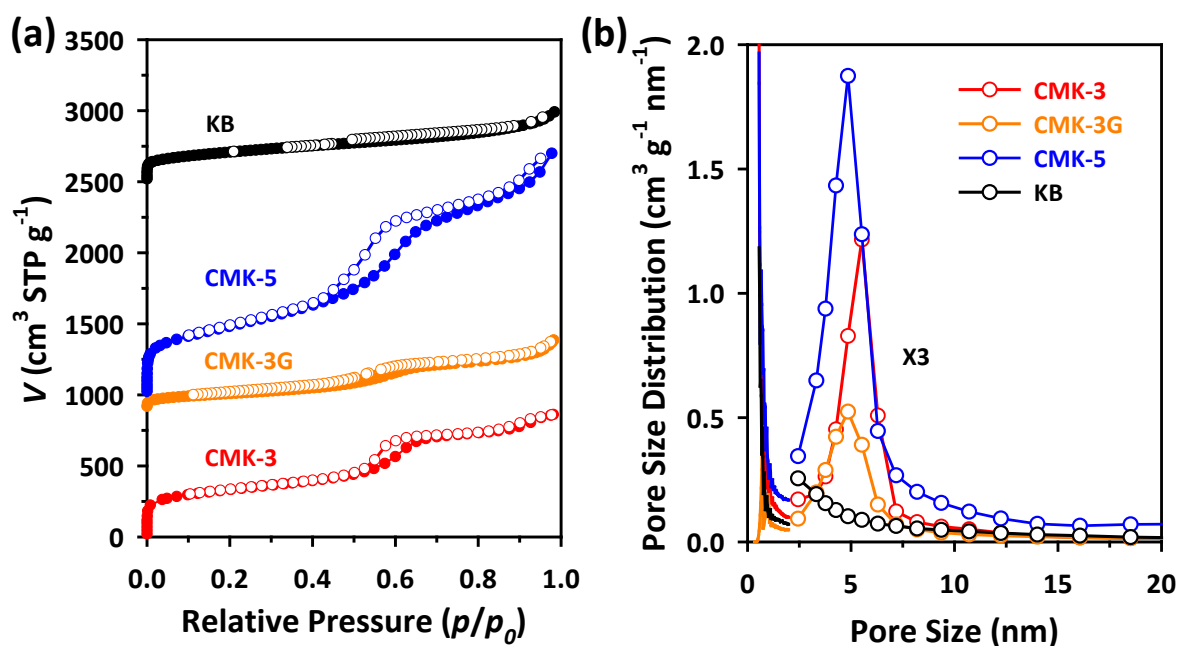 (a)
3500
3000
2500
2000
1500
1000
500
0
V (cm³ STP g⁻¹)
KB
CMK-5
CMK-3G
CMK-3
0.0 0.2 0.4 0.6 0.8 1.0
Relative Pressure (p/p₀)
(b)
2.0
1.5
1.0
0.5
0.0
Pore Size Distribution (cm³ g⁻¹ nm⁻¹)
CMK-3
CMK-3G
CMK-5
KB
X3
0 5 10 15 20
Pore Size (nm)